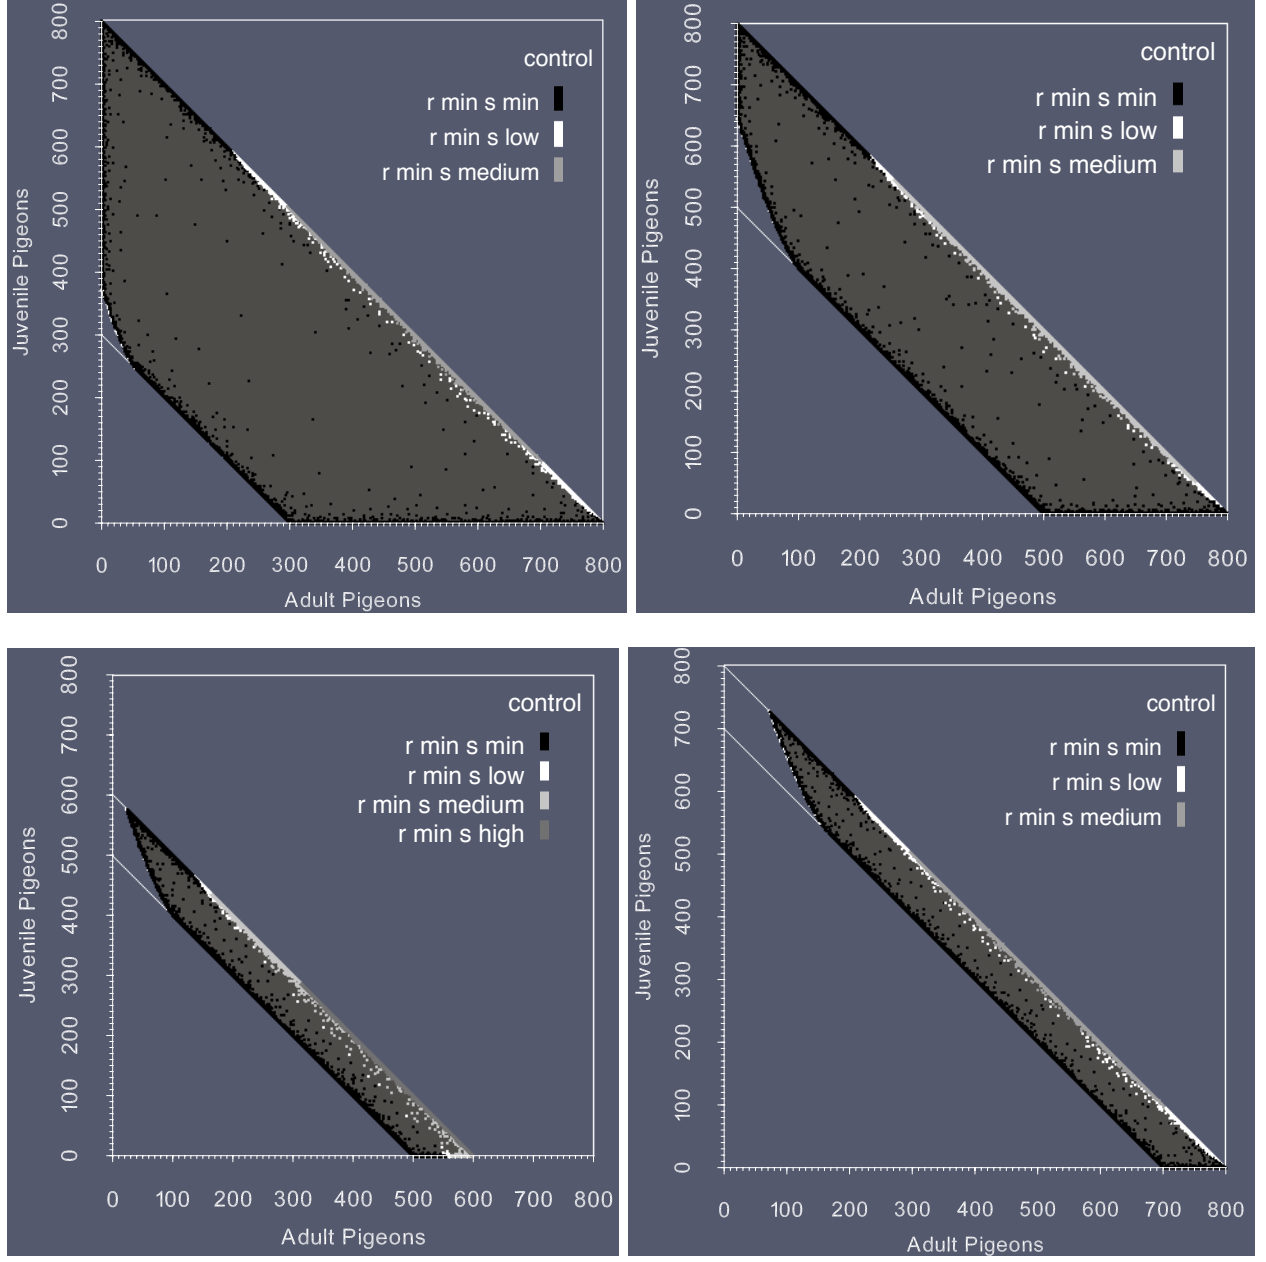 control
r min s min
r min s low
r min s medium
Juvenile Pigeons
800
700
600
500
400
300
200
100
0
0 100 200 300 400 500 600 700 800
Adult Pigeons
control
r min s min
r min s low
r min s medium
Juvenile Pigeons
800
700
600
500
400
300
200
100
0
0 100 200 300 400 500 600 700 800
Adult Pigeons
control
r min s min
r min s low
r min s medium
r min s high
Juvenile Pigeons
800
700
600
500
400
300
200
100
0
0 100 200 300 400 500 600 700 800
Adult Pigeons
control
r min s min
r min s low
r min s medium
Juvenile Pigeons
800
700
600
500
400
300
200
100
0
0 100 200 300 400 500 600 700 800
Adult Pigeons